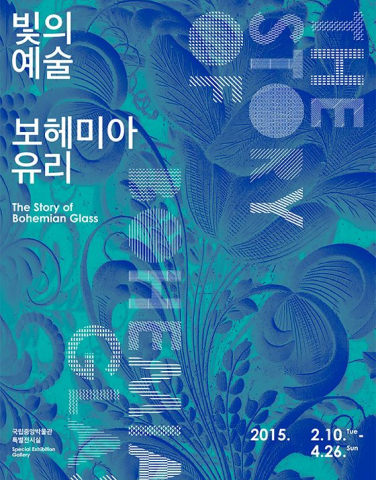 빛의
예술
보헤미아
유리
The Story of
Bohemian Glass
THE
STORY
OF
BOHEMIA
GLA
국립중앙박물관
특별전시실
Special Exhibition
Gallery
2015. 2.10.Tue-
4.26.Sun